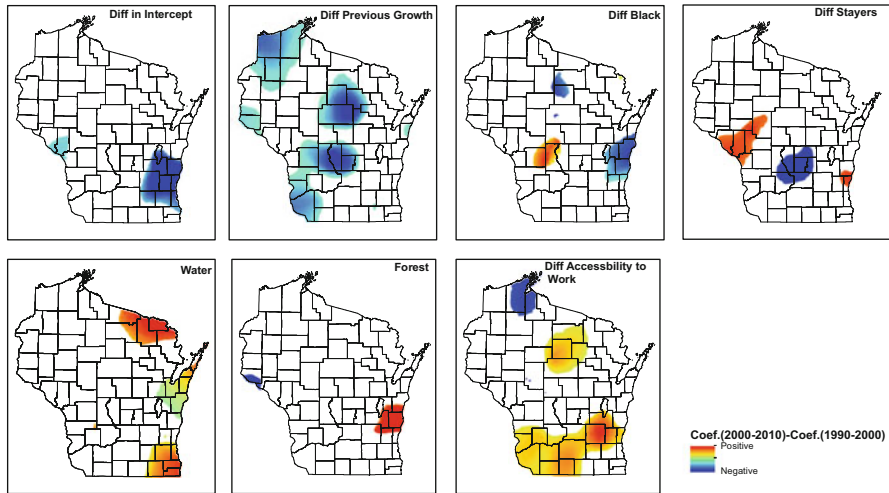 Diff in Intercept
Diff Previous Growth
Diff Black
Diff Stayers
Water
Forest
Diff Accessbility to
Work
Coef.(2000-2010)-Coef.(1990-2000)
Positive
Negative